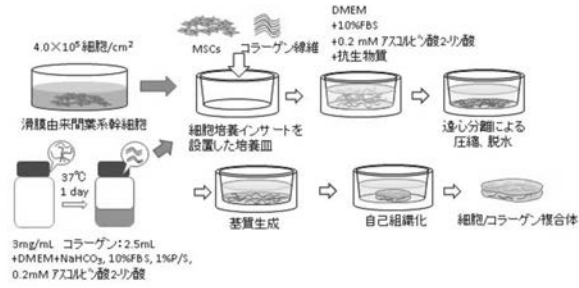 4.0×10⁵細胞/cm²
滑膜由来間葉系幹細胞
MSCs
コラーゲン線維
細胞培養インサートを
設置した培養皿
DMEM
+10%FBS
+0.2 mM アスコルビン酸2-リン酸
+抗生物質
遠心分離による
圧縮、脱水
37℃
1 day
3mg/mL コラーゲン:2.5mL
+DMEM+NaHCO₃, 10%FBS, 1%P/S,
0.2mM アスコルビン酸2-リン酸
基質生成
自己組織化
細胞/コラーゲン複合体